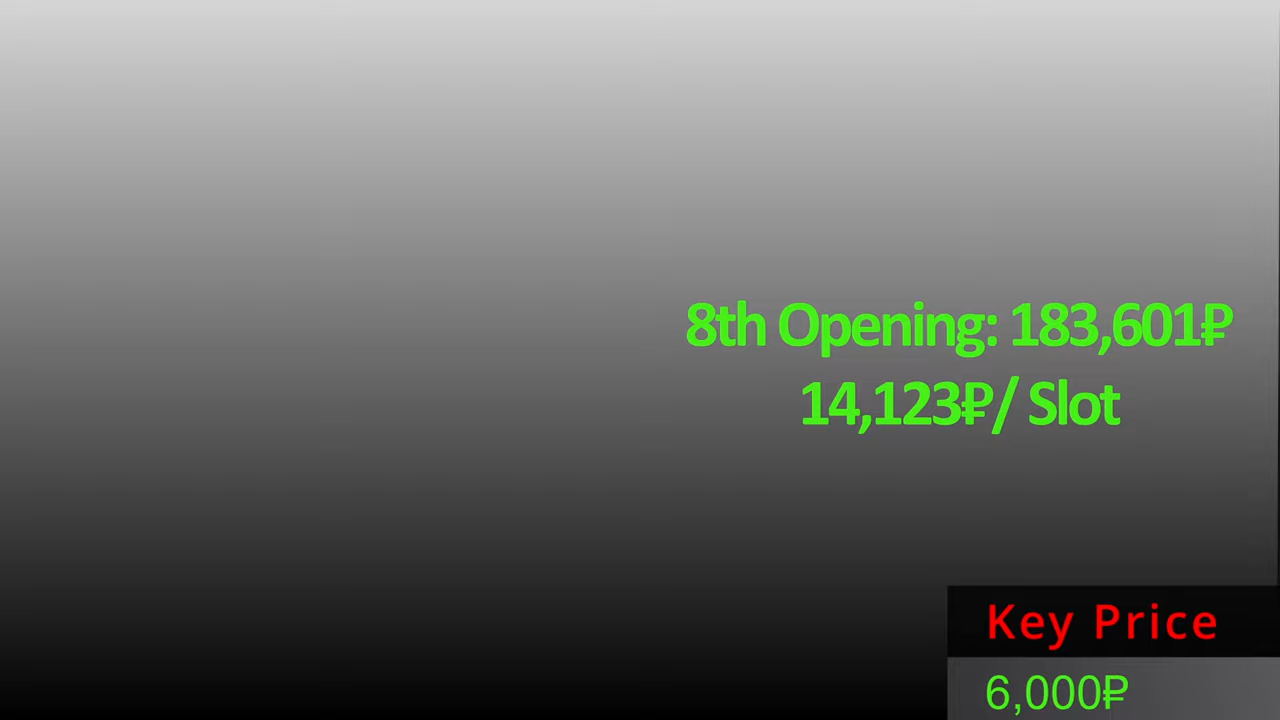 8th Opening: 183,601₽
14,123₽/ Slot
Key Price
6,000₽